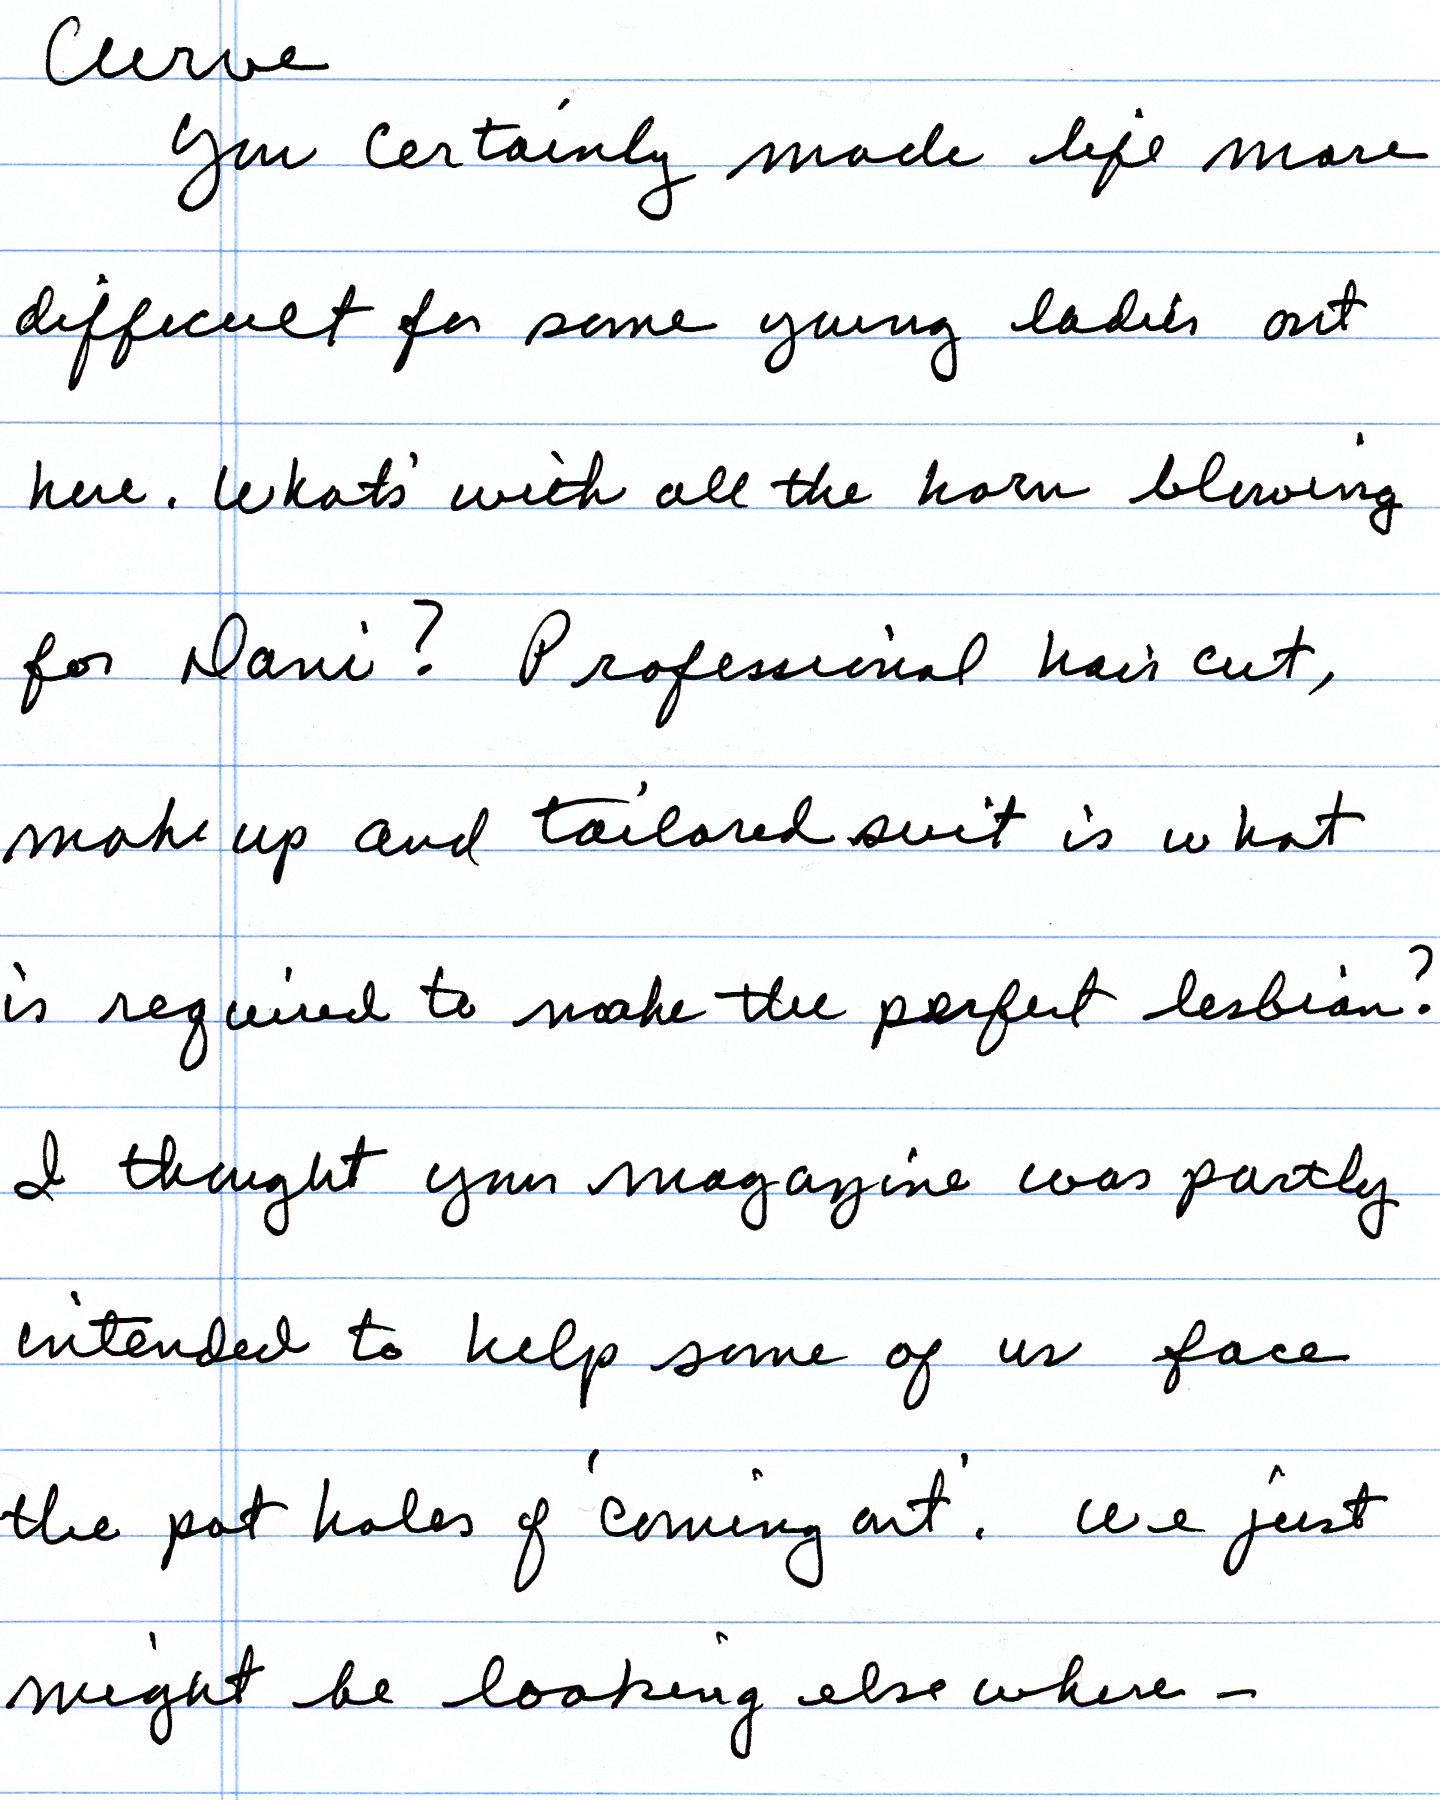 Curve
You certainly made life more
difficult for some young ladies out
here. What's with all the horn blowing
for Dani? Professional hair cut,
make up and tailored suit is what
is required to make the perfect lesbian?
I thought your magazine was partly
intended to help some of us face
the pot holes of 'coming out'. We just
might be looking elsewhere –